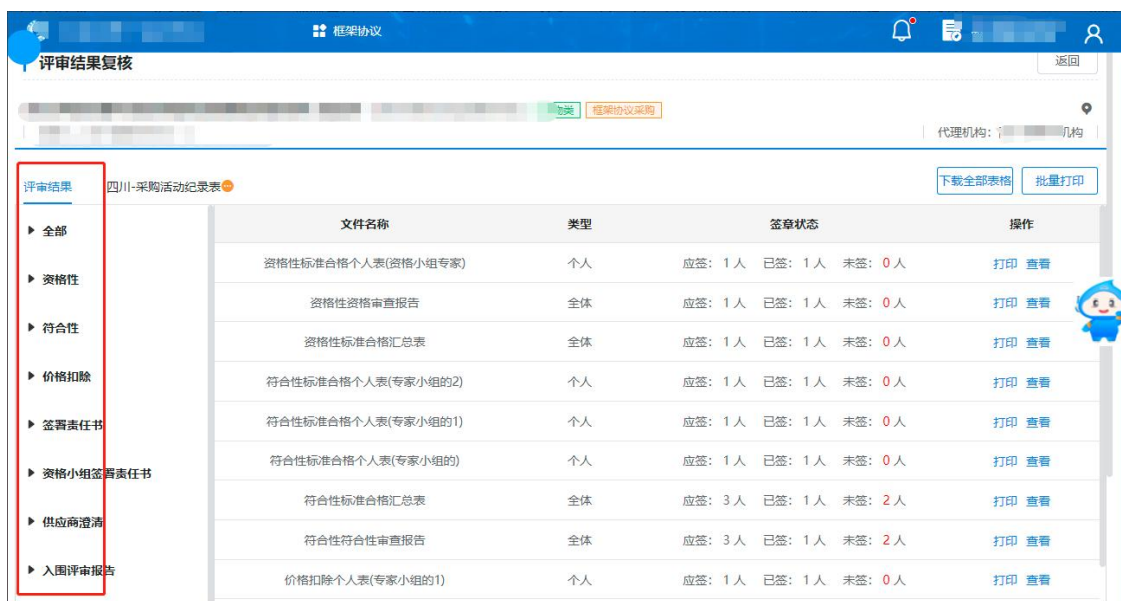 框架协议
评审结果复核
返回
框架协议采购
代理机构:
机构
评审结果 四川-采购活动纪录表
下载全部表格 批量打印
全部
资格性
符合性
价格扣除
签署责任书
资格小组签署责任书
供应商澄清
入围评审报告
文件名称 类型 签章状态 操作
资格性标准合格个人表(资格小组专家) 个人 应签: 1人 已签: 1人 未签: 0人 打印 查看
资格性资格审查报告 全体 应签: 1人 已签: 1人 未签: 0人 打印 查看
资格性标准合格汇总表 全体 应签: 1人 已签: 1人 未签: 0人 打印 查看
符合性标准合格个人表(专家小组的2) 个人 应签: 1人 已签: 1人 未签: 0人 打印 查看
符合性标准合格个人表(专家小组的1) 个人 应签: 1人 已签: 1人 未签: 0人 打印 查看
符合性标准合格个人表(专家小组的) 个人 应签: 1人 已签: 1人 未签: 0人 打印 查看
符合性标准合格汇总表 全体 应签: 3人 已签: 1人 未签: 2人 打印 查看
符合性符合性审查报告 全体 应签: 3人 已签: 1人 未签: 2人 打印 查看
价格扣除个人表(专家小组的1) 个人 应签: 1人 已签: 1人 未签: 0人 打印 查看